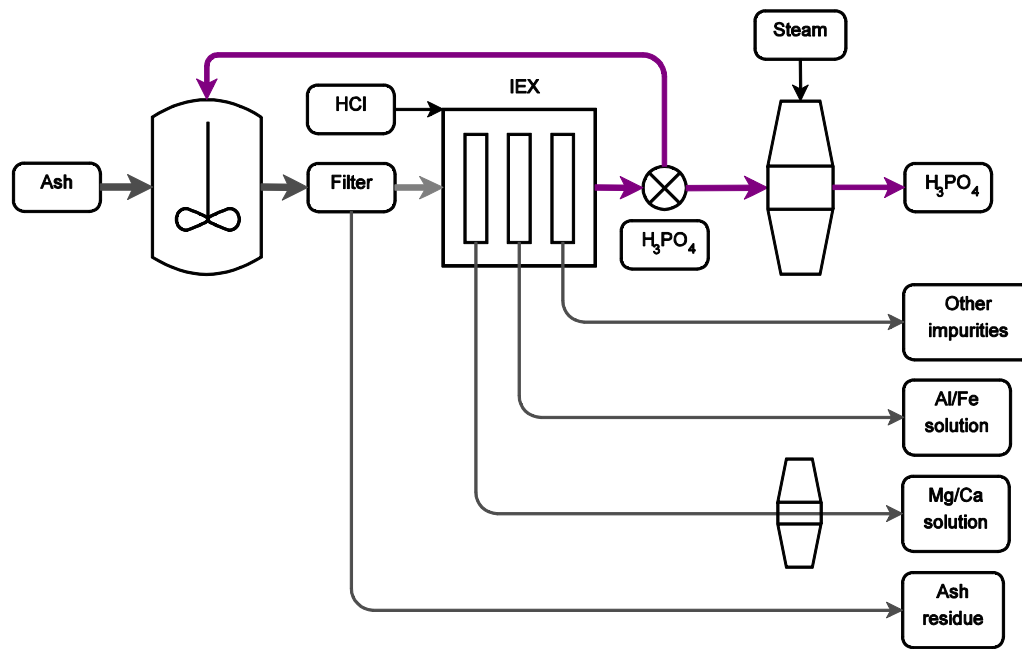 Steam
IEX
HCl
Ash
Filter
H₃PO₄
H₃PO₄
Other
impurities
Al/Fe
solution
Mg/Ca
solution
Ash
residue